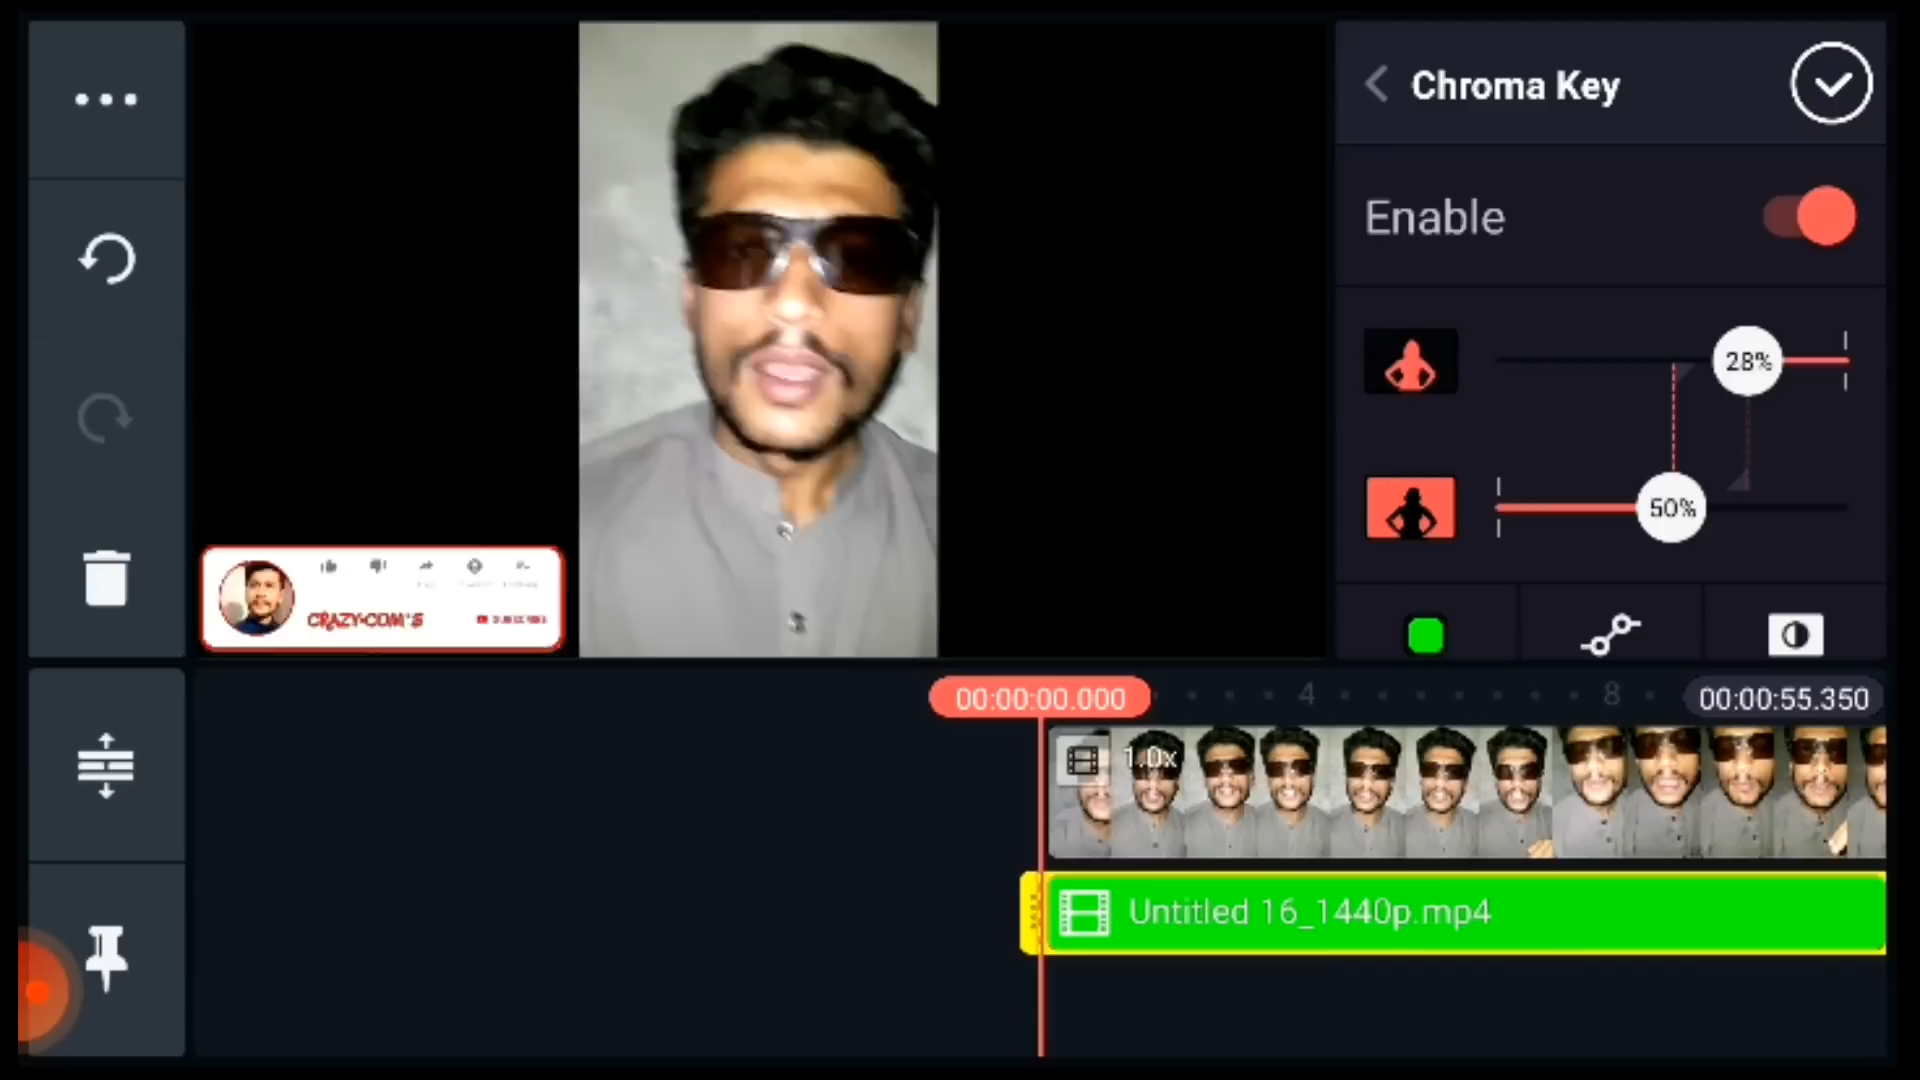 Chroma Key
Enable
28%
50%
CRAZY-COM'S
SUBSCRIBE
00:00:00.000
4
8
00:00:55.350
1.0x
Untitled 16_1440p.mp4